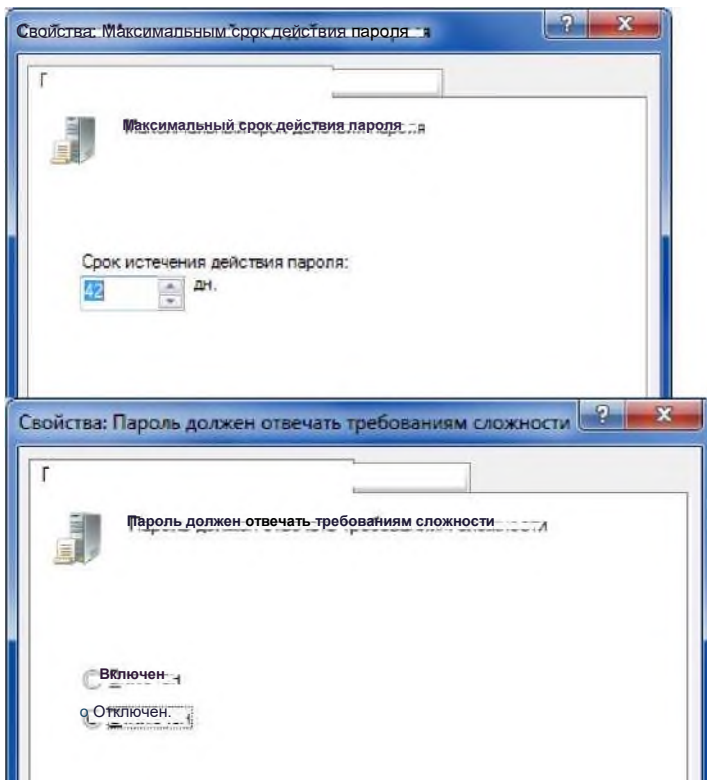 Свойства: Максимальным срок действия пароля
Г
Максимальный срок действия пароля
Срок истечения действия пароля:
42 дн.
Свойства: Пароль должен отвечать требованиям сложности
Г
Пароль должен отвечать требованиям сложности
Включен
Отключен.